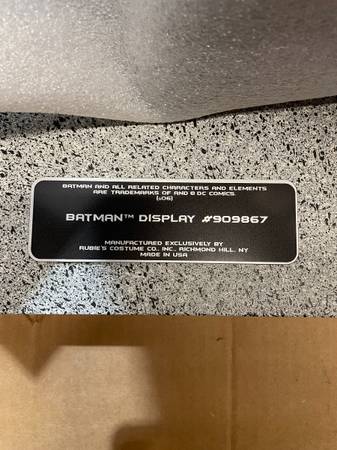 BATMAN AND ALL RELATED CHARACTERS AND ELEMENTS
ARE TRADEMARKS OF AND © DC COMICS.
(s06)
BATMAN™ DISPLAY #909867
MANUFACTURED EXCLUSIVELY BY
RUBIE'S COSTUME CO., INC. RICHMOND HILL, NY
MADE IN USA